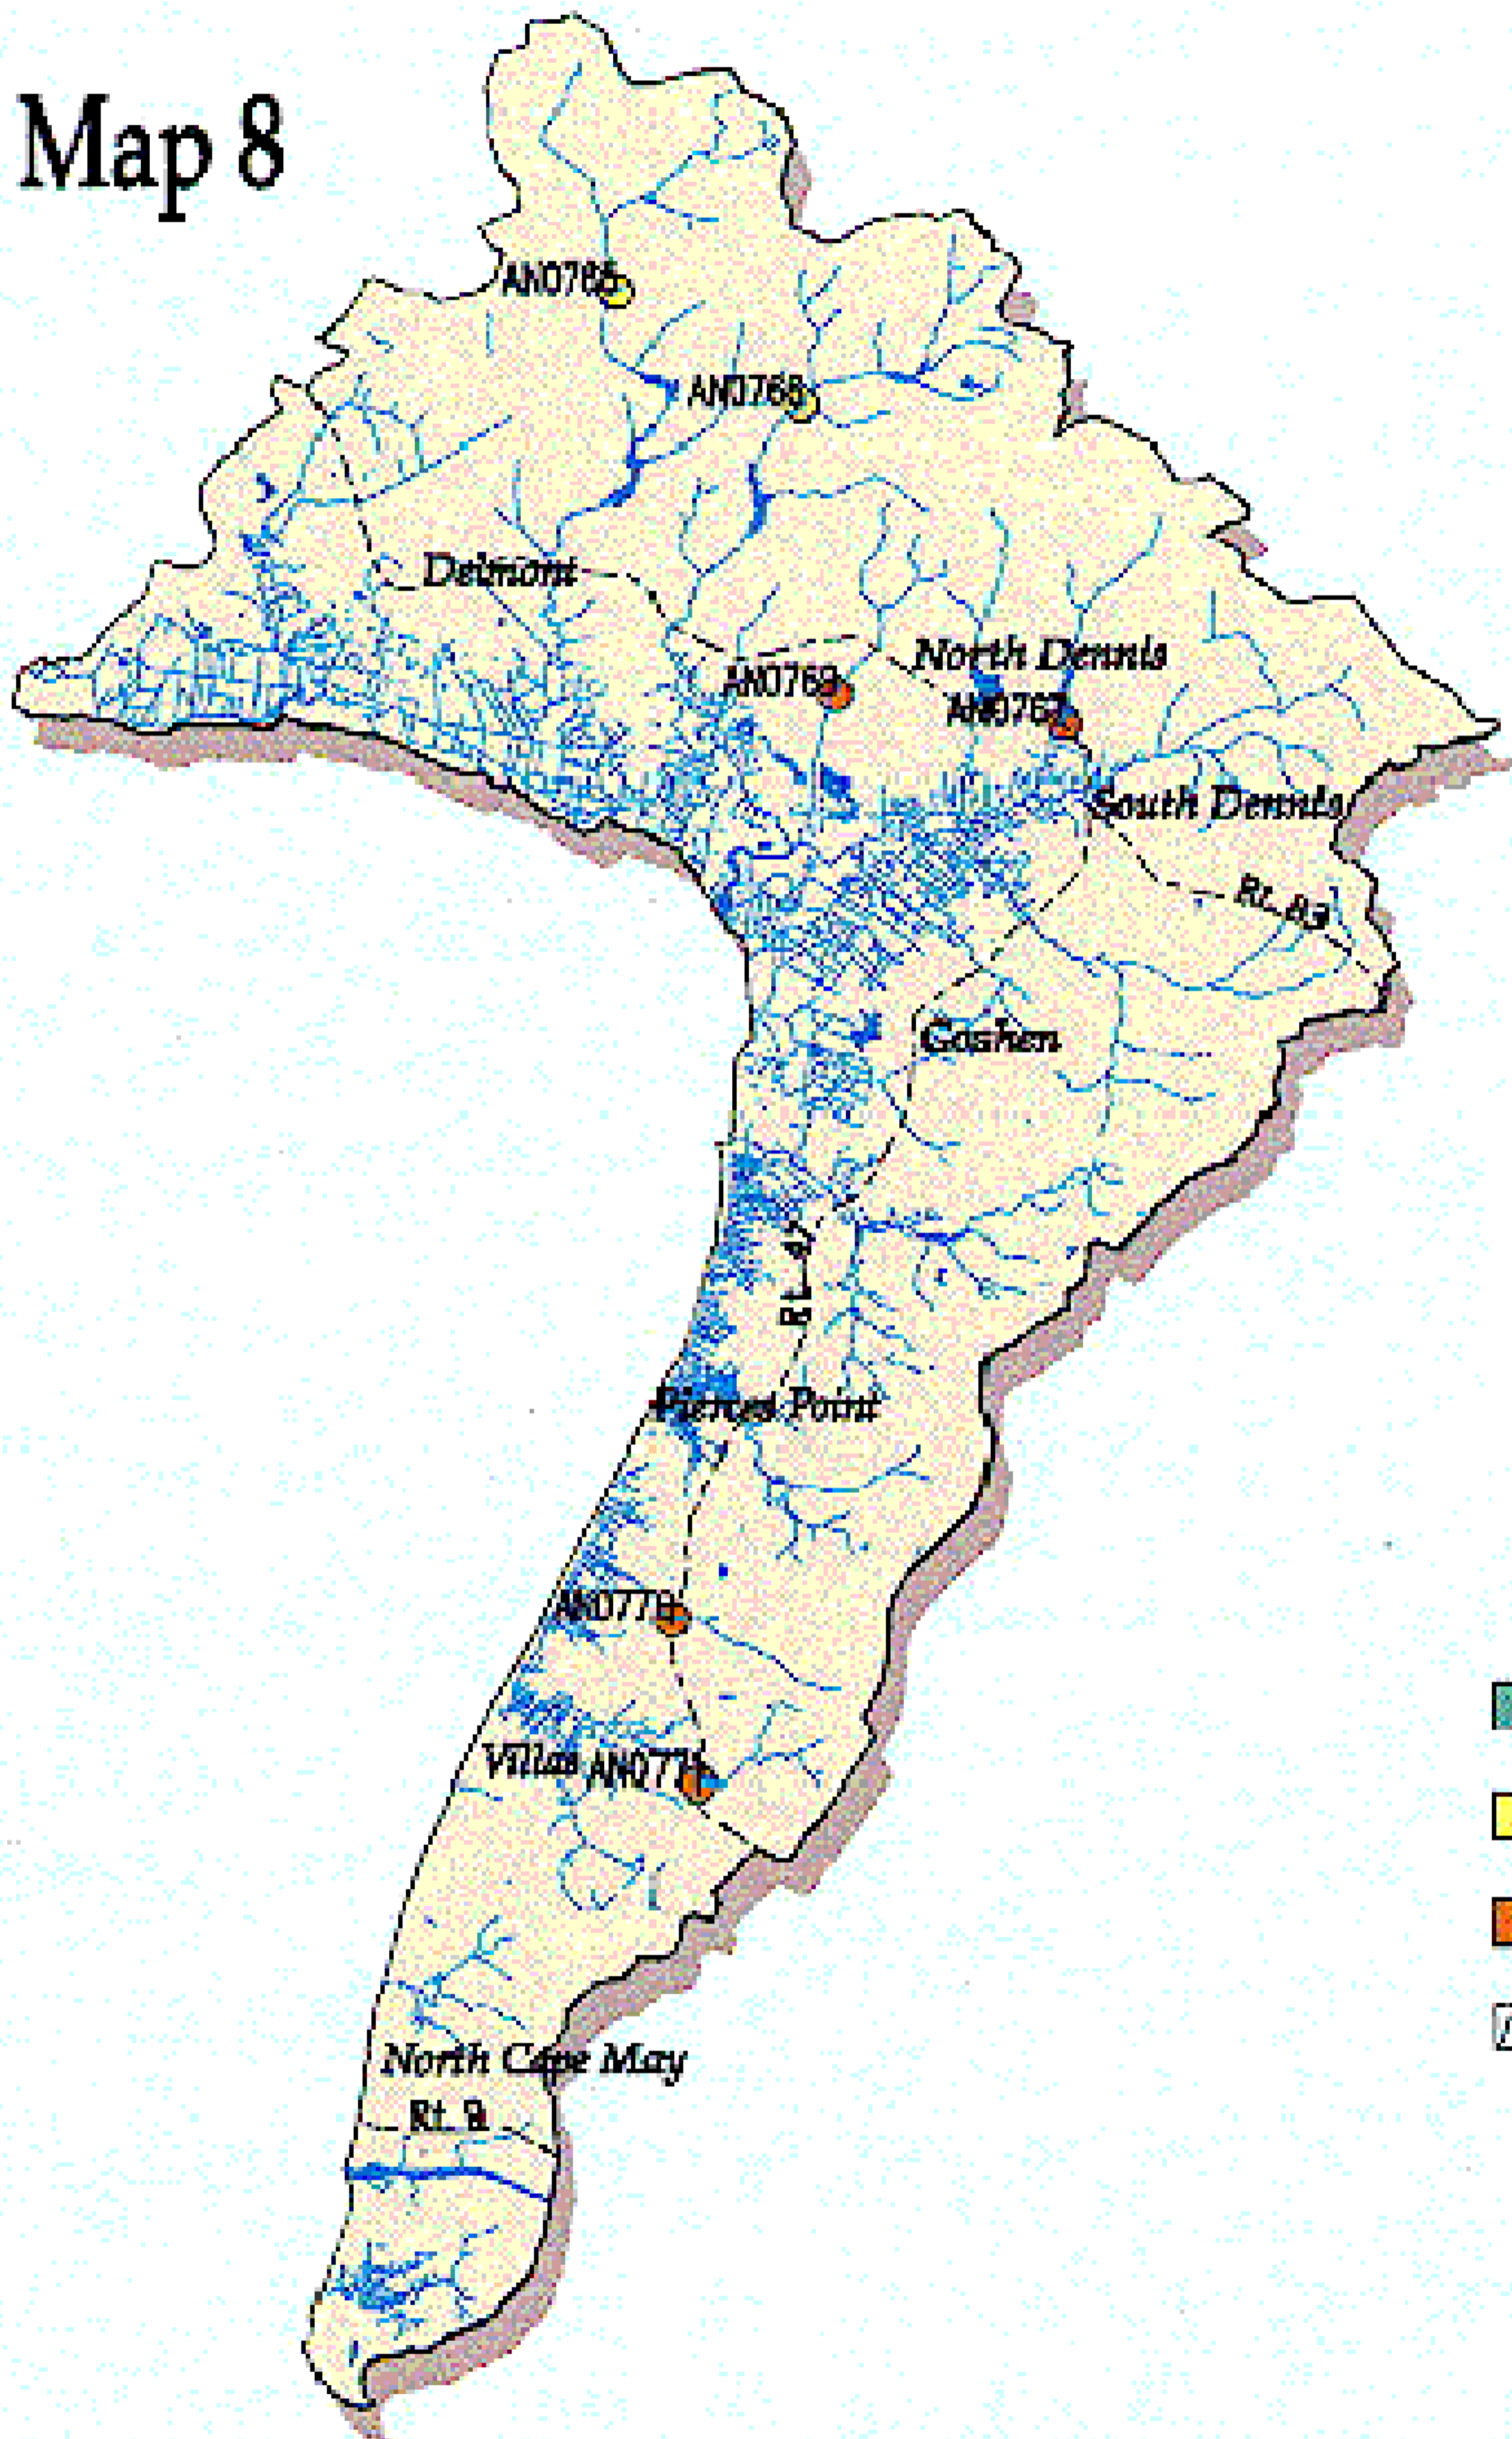 Map 8
AN0765
AN0766
Delmont
North Dennis
AN0769
AN0767
South Dennis
Rt. 83
Goshen
Rt. 47
Pierces Point
AN0770
Villas
AN0771
North Cape May
Rt. 9